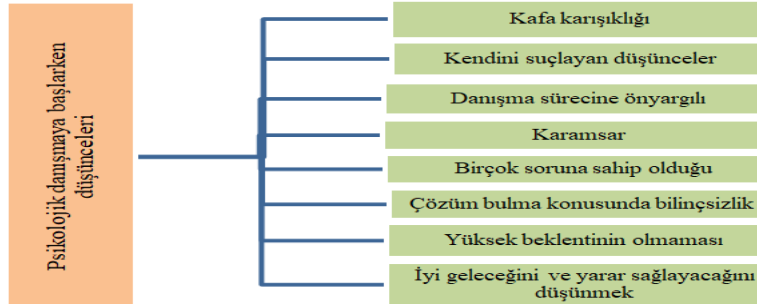 Psikolojik danışmaya başlarken
düşünceleri
Kafa karışıklığı
Kendini suçlayan düşünceler
Danışma sürecine önyargılı
Karamsar
Birçok soruna sahip olduğu
Çözüm bulma konusunda bilinçsizlik
Yüksek beklentinin olmaması
İyi geleceğini ve yarar sağlayacağını
düşünmek